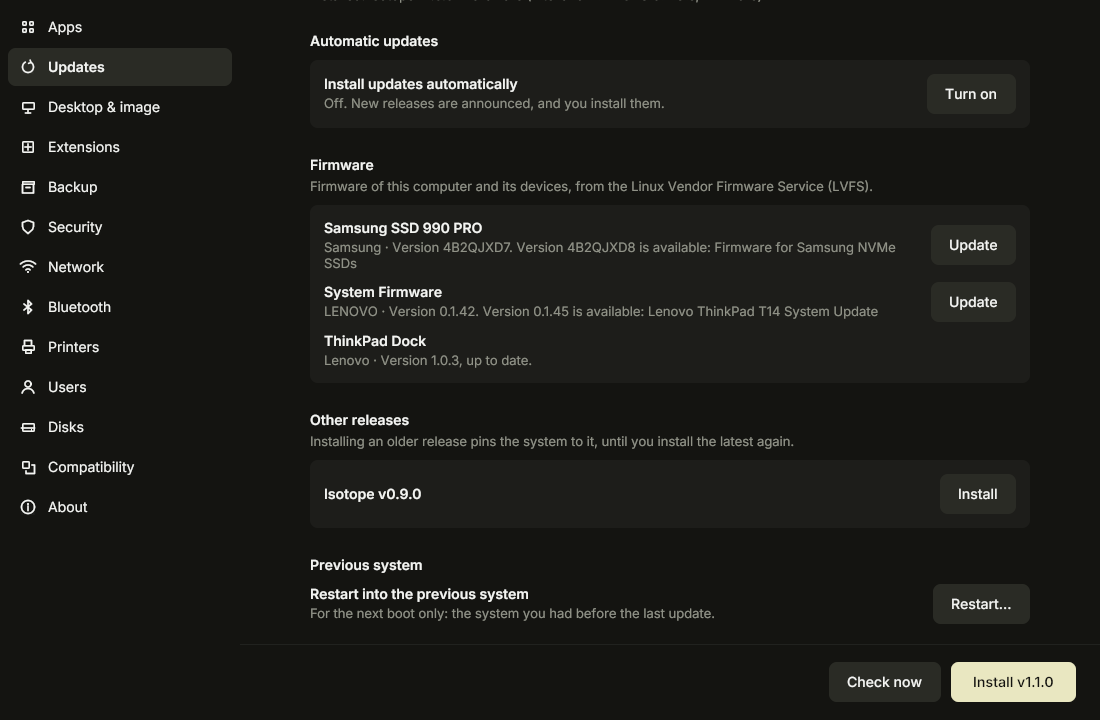 Apps
Updates
Desktop & image
Extensions
Backup
Security
Network
Bluetooth
Printers
Users
Disks
Compatibility
About
Automatic updates
Install updates automatically
Off. New releases are announced, and you install them.
Turn on
Firmware
Firmware of this computer and its devices, from the Linux Vendor Firmware Service (LVFS).
Samsung SSD 990 PRO
Samsung · Version 4B2QJXD7. Version 4B2QJXD8 is available: Firmware for Samsung NVMe
SSDs
Update
System Firmware
LENOVO · Version 0.1.42. Version 0.1.45 is available: Lenovo ThinkPad T14 System Update
Update
ThinkPad Dock
Lenovo · Version 1.0.3, up to date.
Other releases
Installing an older release pins the system to it, until you install the latest again.
Isotope v0.9.0
Install
Previous system
Restart into the previous system
For the next boot only: the system you had before the last update.
Restart...
Check now
Install v1.1.0